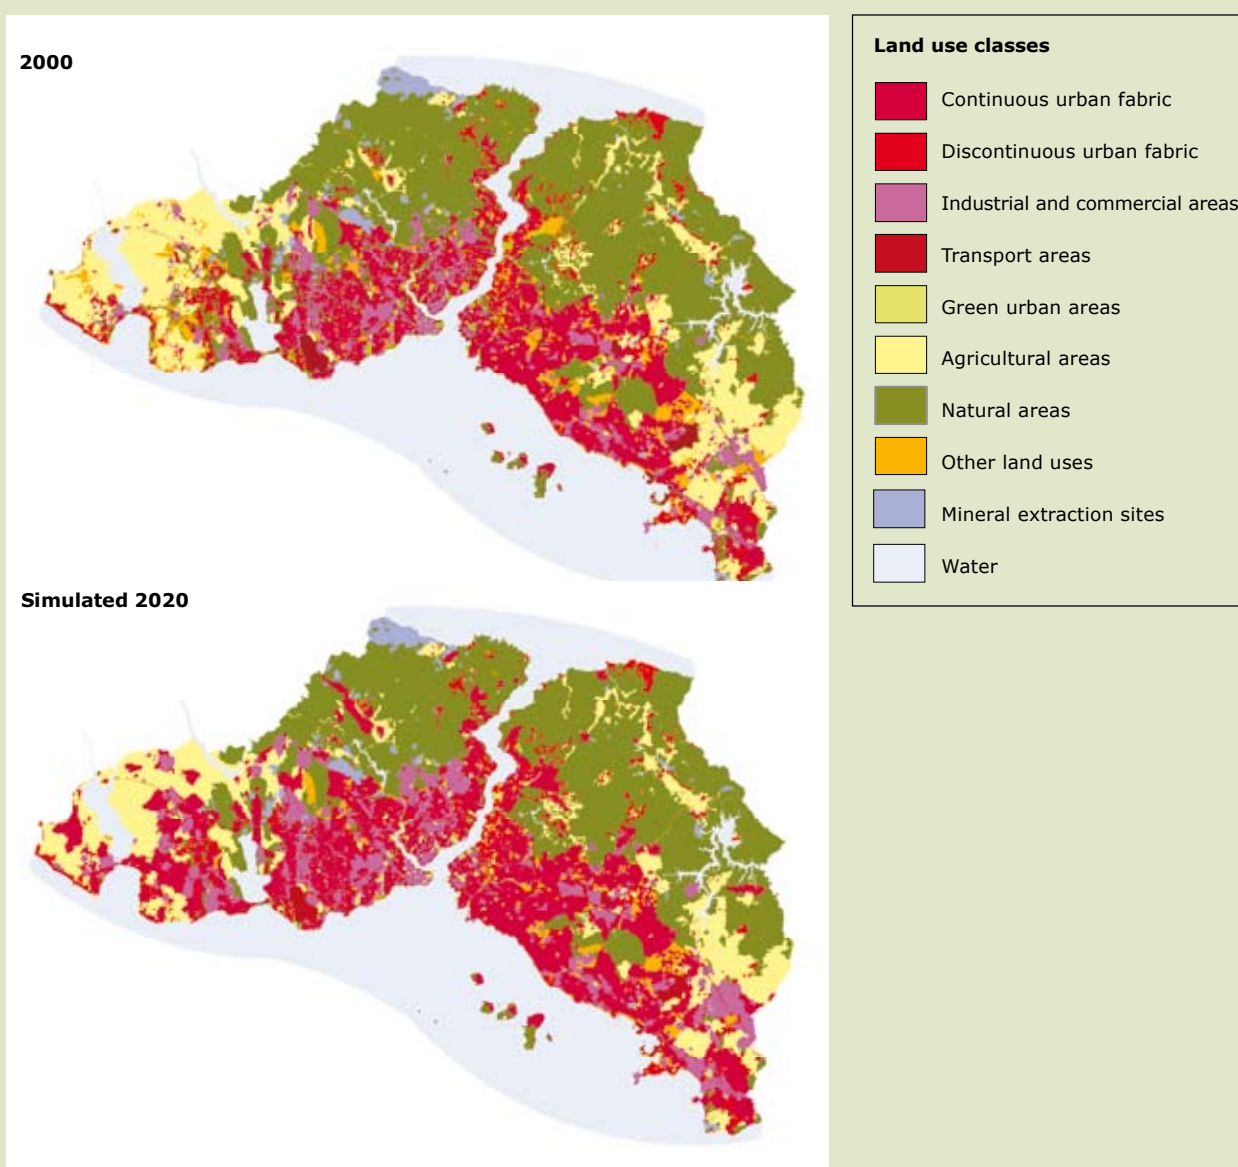 2000
Simulated 2020
Land use classes
Continuous urban fabric
Discontinuous urban fabric
Industrial and commercial areas
Transport areas
Green urban areas
Agricultural areas
Natural areas
Other land uses
Mineral extraction sites
Water